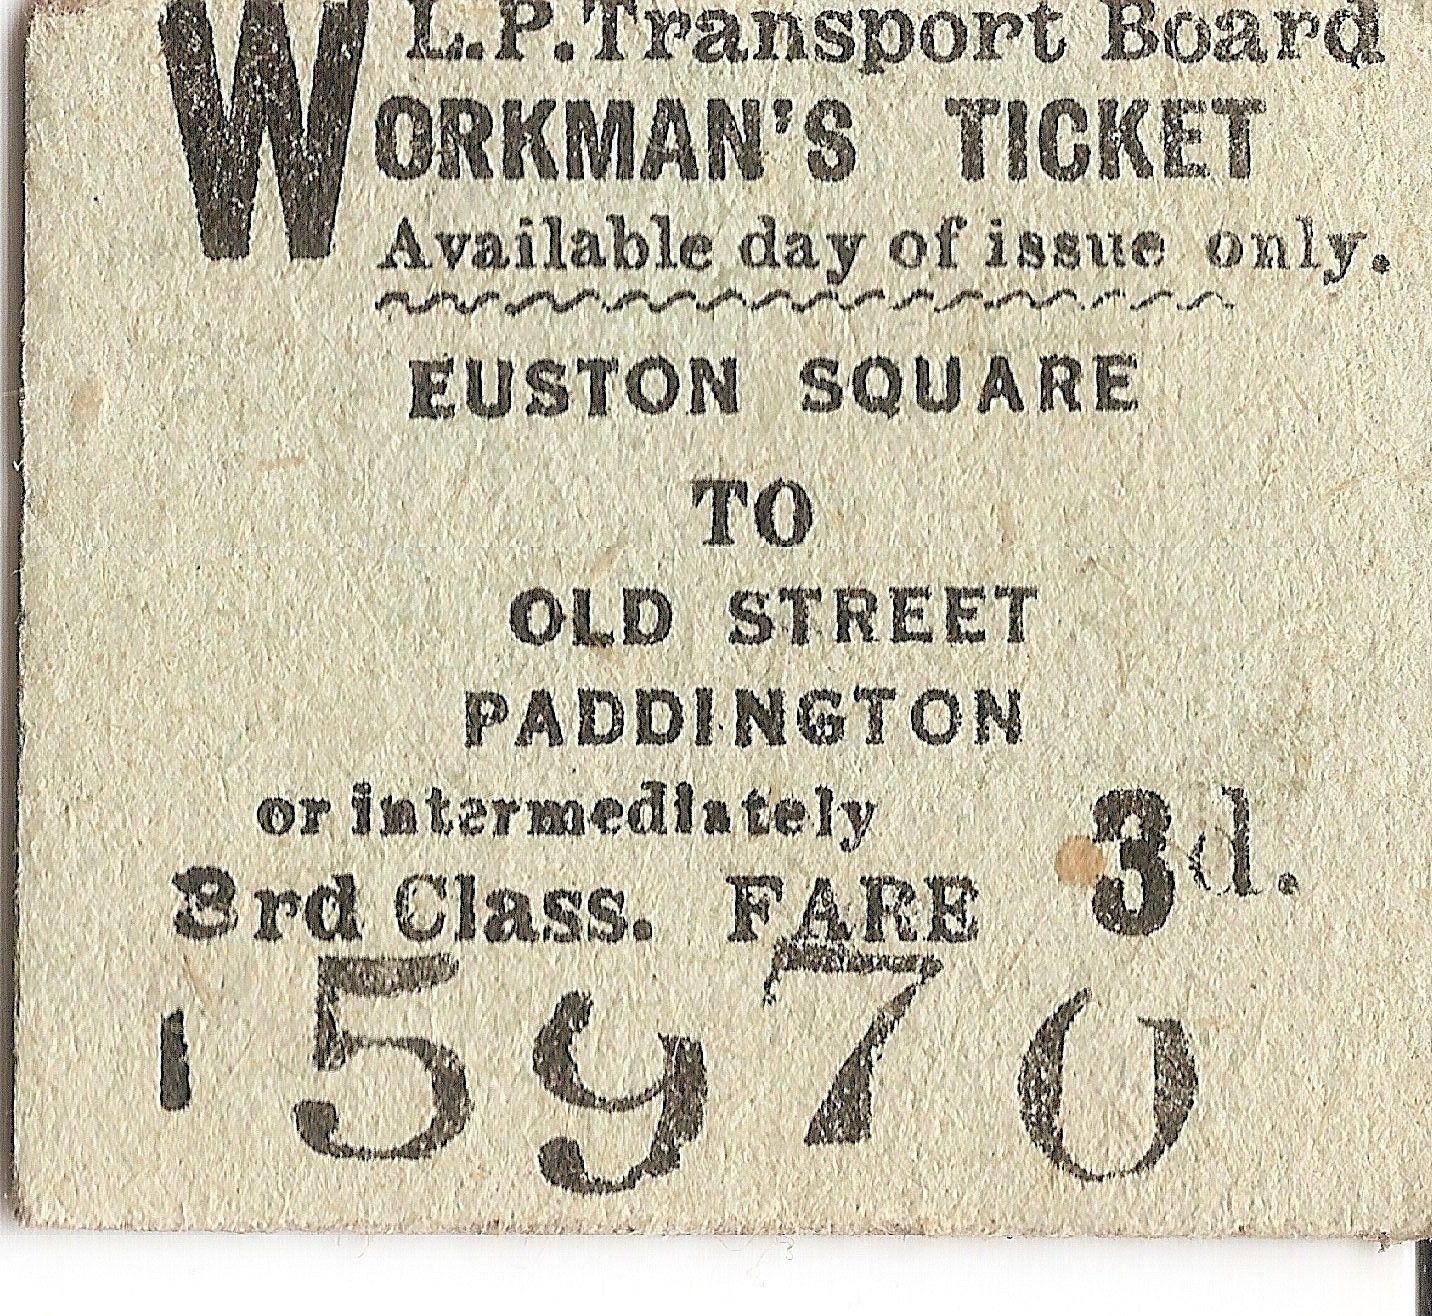 L.P. Transport Board
WORKMAN'S TICKET
Available day of issue only.
EUSTON SQUARE
TO
OLD STREET
PADDINGTON
or intermediately
3rd Class. FARE 3d.
5970